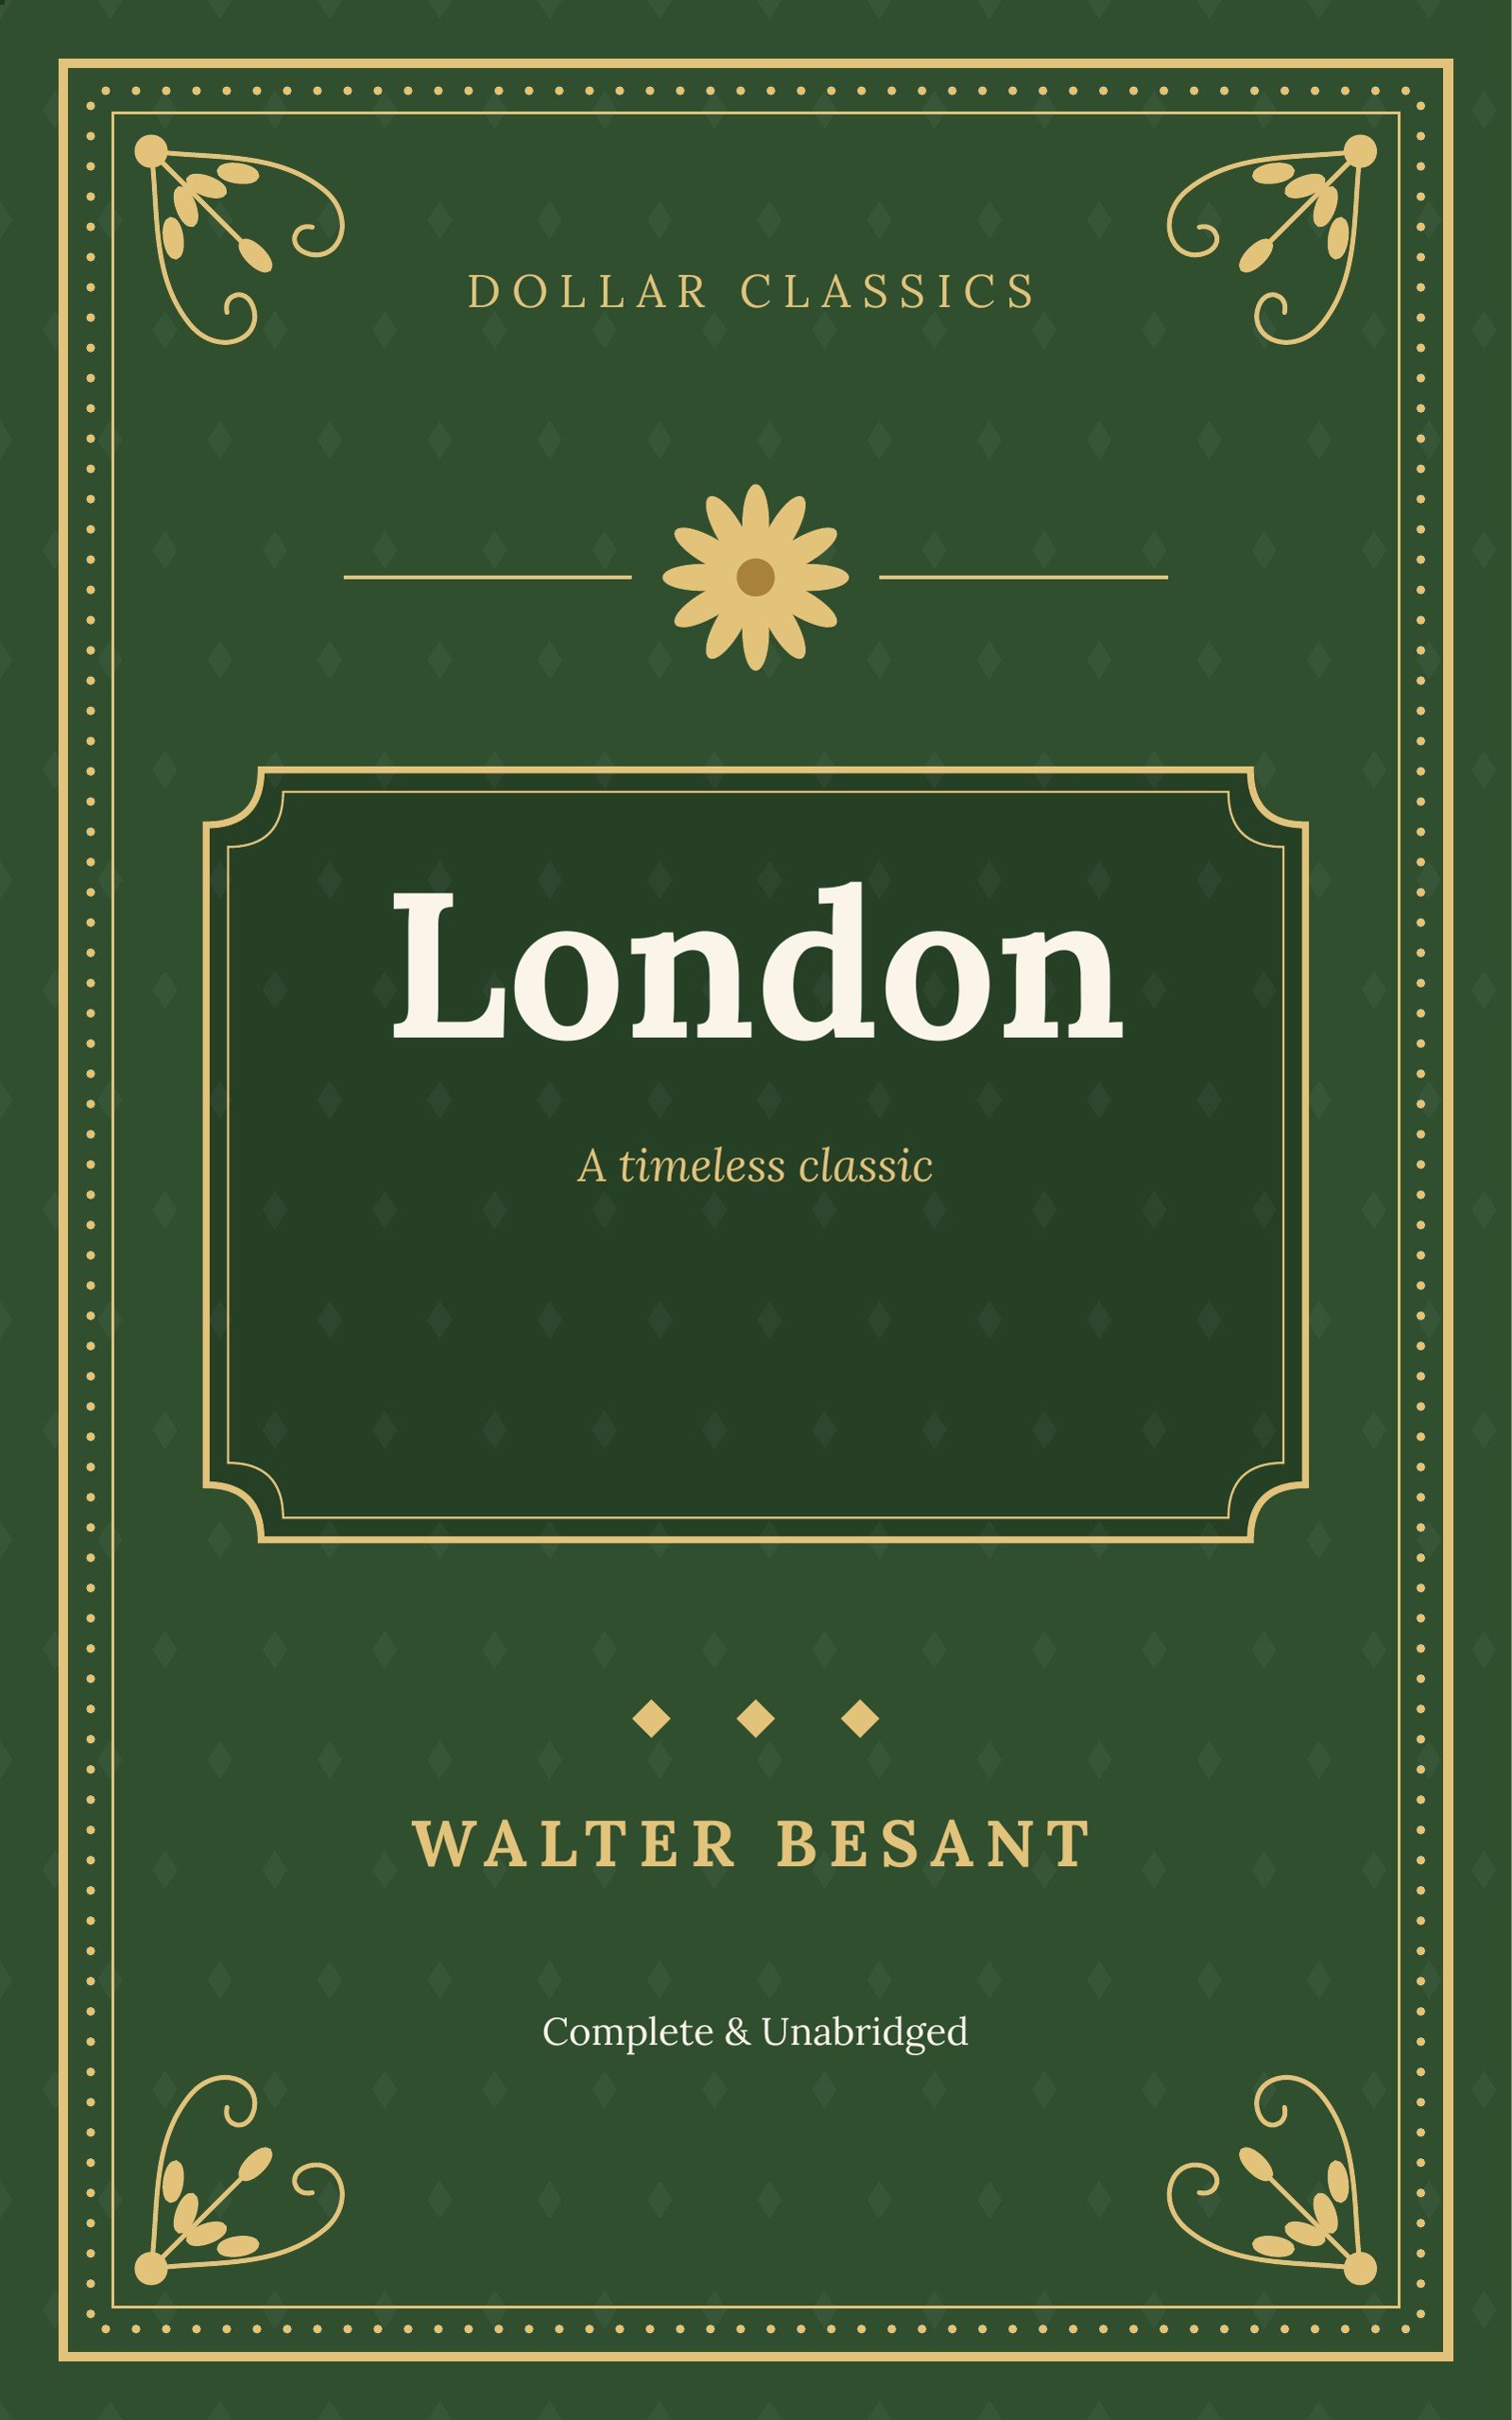 DOLLAR CLASSICS
London
A timeless classic
WALTER BESANT
Complete & Unabridged